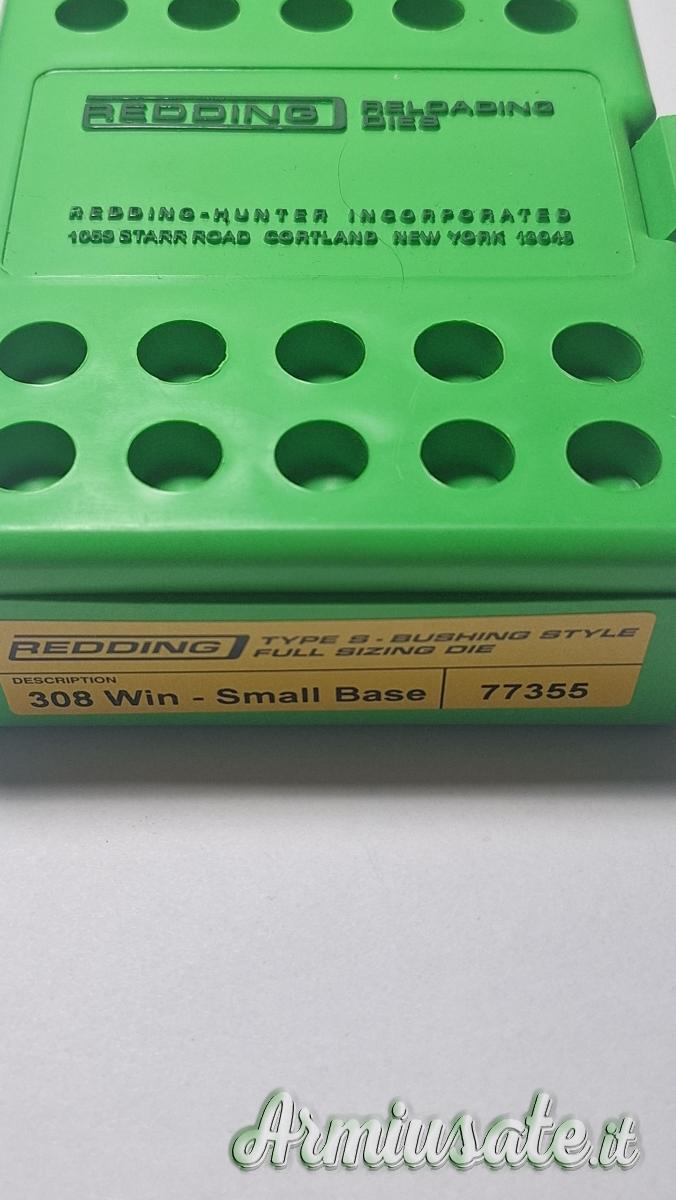 REDDING RELOADING DIES
REDDING-HUNTER INCORPORATED
1059 STARR ROAD CORTLAND NEW YORK 13045
REDDING TYPE S - BUSHING STYLE
FULL SIZING DIE
DESCRIPTION
308 Win - Small Base 77355
Armiusate.it